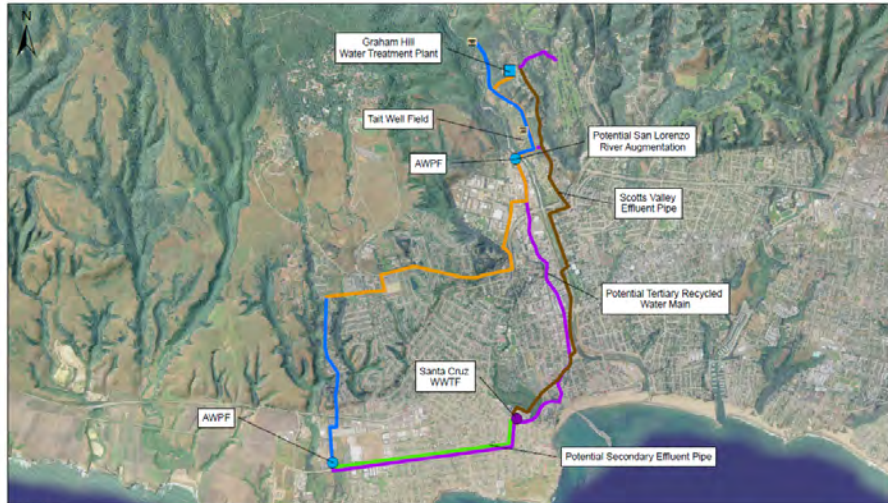 N
Graham Hill
Water Treatment Plant
Tait Well Field
Potential San Lorenzo
River Augmentation
AWPF
Scotts Valley
Effluent Pipe
Potential Tertiary Recycled
Water Main
Santa Cruz
WWTF
AWPF
Potential Secondary Effluent Pipe